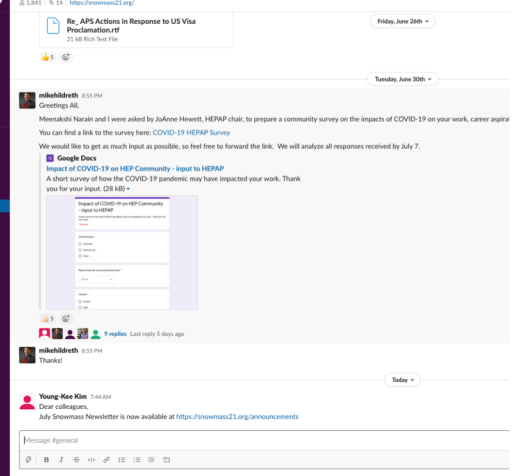 1,841 | 14 | https://snowmass21.org/
Re_ APS Actions in Response to US Visa
Proclamation.rtf
21 kB Rich Text File
Friday, June 26th
5
Tuesday, June 30th
mikehildreth 8:55 PM
Greetings All,
Meenakshi Narain and I were asked by JoAnne Hewett, HEPAP chair, to prepare a community survey on the impacts of COVID-19 on your work, career aspirat
You can find a link to the survey here: COVID-19 HEPAP Survey
We would like to get as much input as possible, so feel free to forward the link. We will analyze all responses received by July 7.
Google Docs
Impact of COVID-19 on HEP Community - input to HEPAP
A short survey of how the COVID-19 pandemic may have impacted your work. Thank
you for your input. (28 kB)
Impact of COVID-19 on HEP Community
- input to HEPAP
5
9 replies Last reply 5 days ago
mikehildreth 8:55 PM
Thanks!
Today
Young-Kee Kim 7:44 AM
Dear colleagues,
July Snowmass Newsletter is now available at https://snowmass21.org/announcements
Message #general
B I S </>